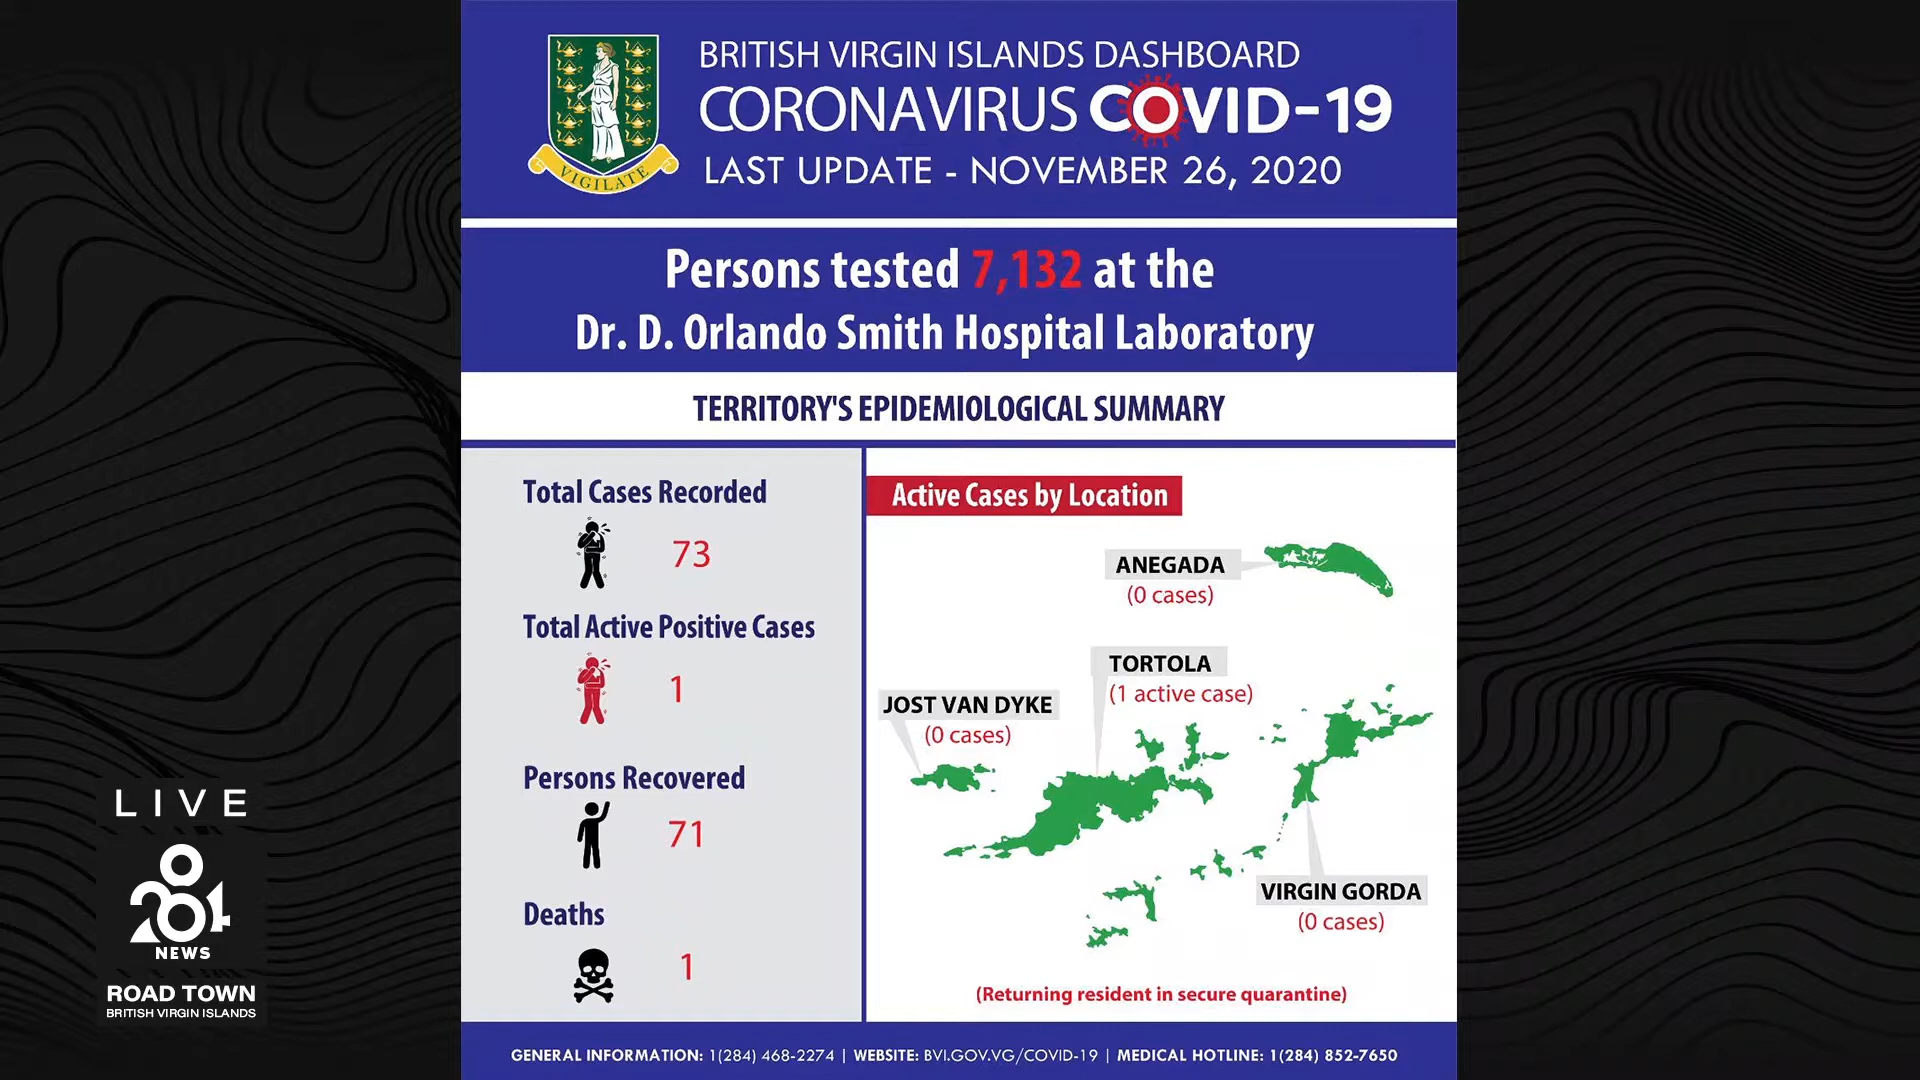 BRITISH VIRGIN ISLANDS DASHBOARD
CORONAVIRUS COVID-19
LAST UPDATE - NOVEMBER 26, 2020
VIGILATE
Persons tested 7,132 at the
Dr. D. Orlando Smith Hospital Laboratory
TERRITORY'S EPIDEMIOLOGICAL SUMMARY
Total Cases Recorded
73
Total Active Positive Cases
1
Persons Recovered
71
Deaths
1
Active Cases by Location
ANEGADA
(0 cases)
TORTOLA
(1 active case)
JOST VAN DYKE
(0 cases)
VIRGIN GORDA
(0 cases)
(Returning resident in secure quarantine)
GENERAL INFORMATION: 1(284) 468-2274 | WEBSITE: BVI.GOV.VG/COVID-19 | MEDICAL HOTLINE: 1(284) 852-7650
LIVE
284
NEWS
ROAD TOWN
BRITISH VIRGIN ISLANDS